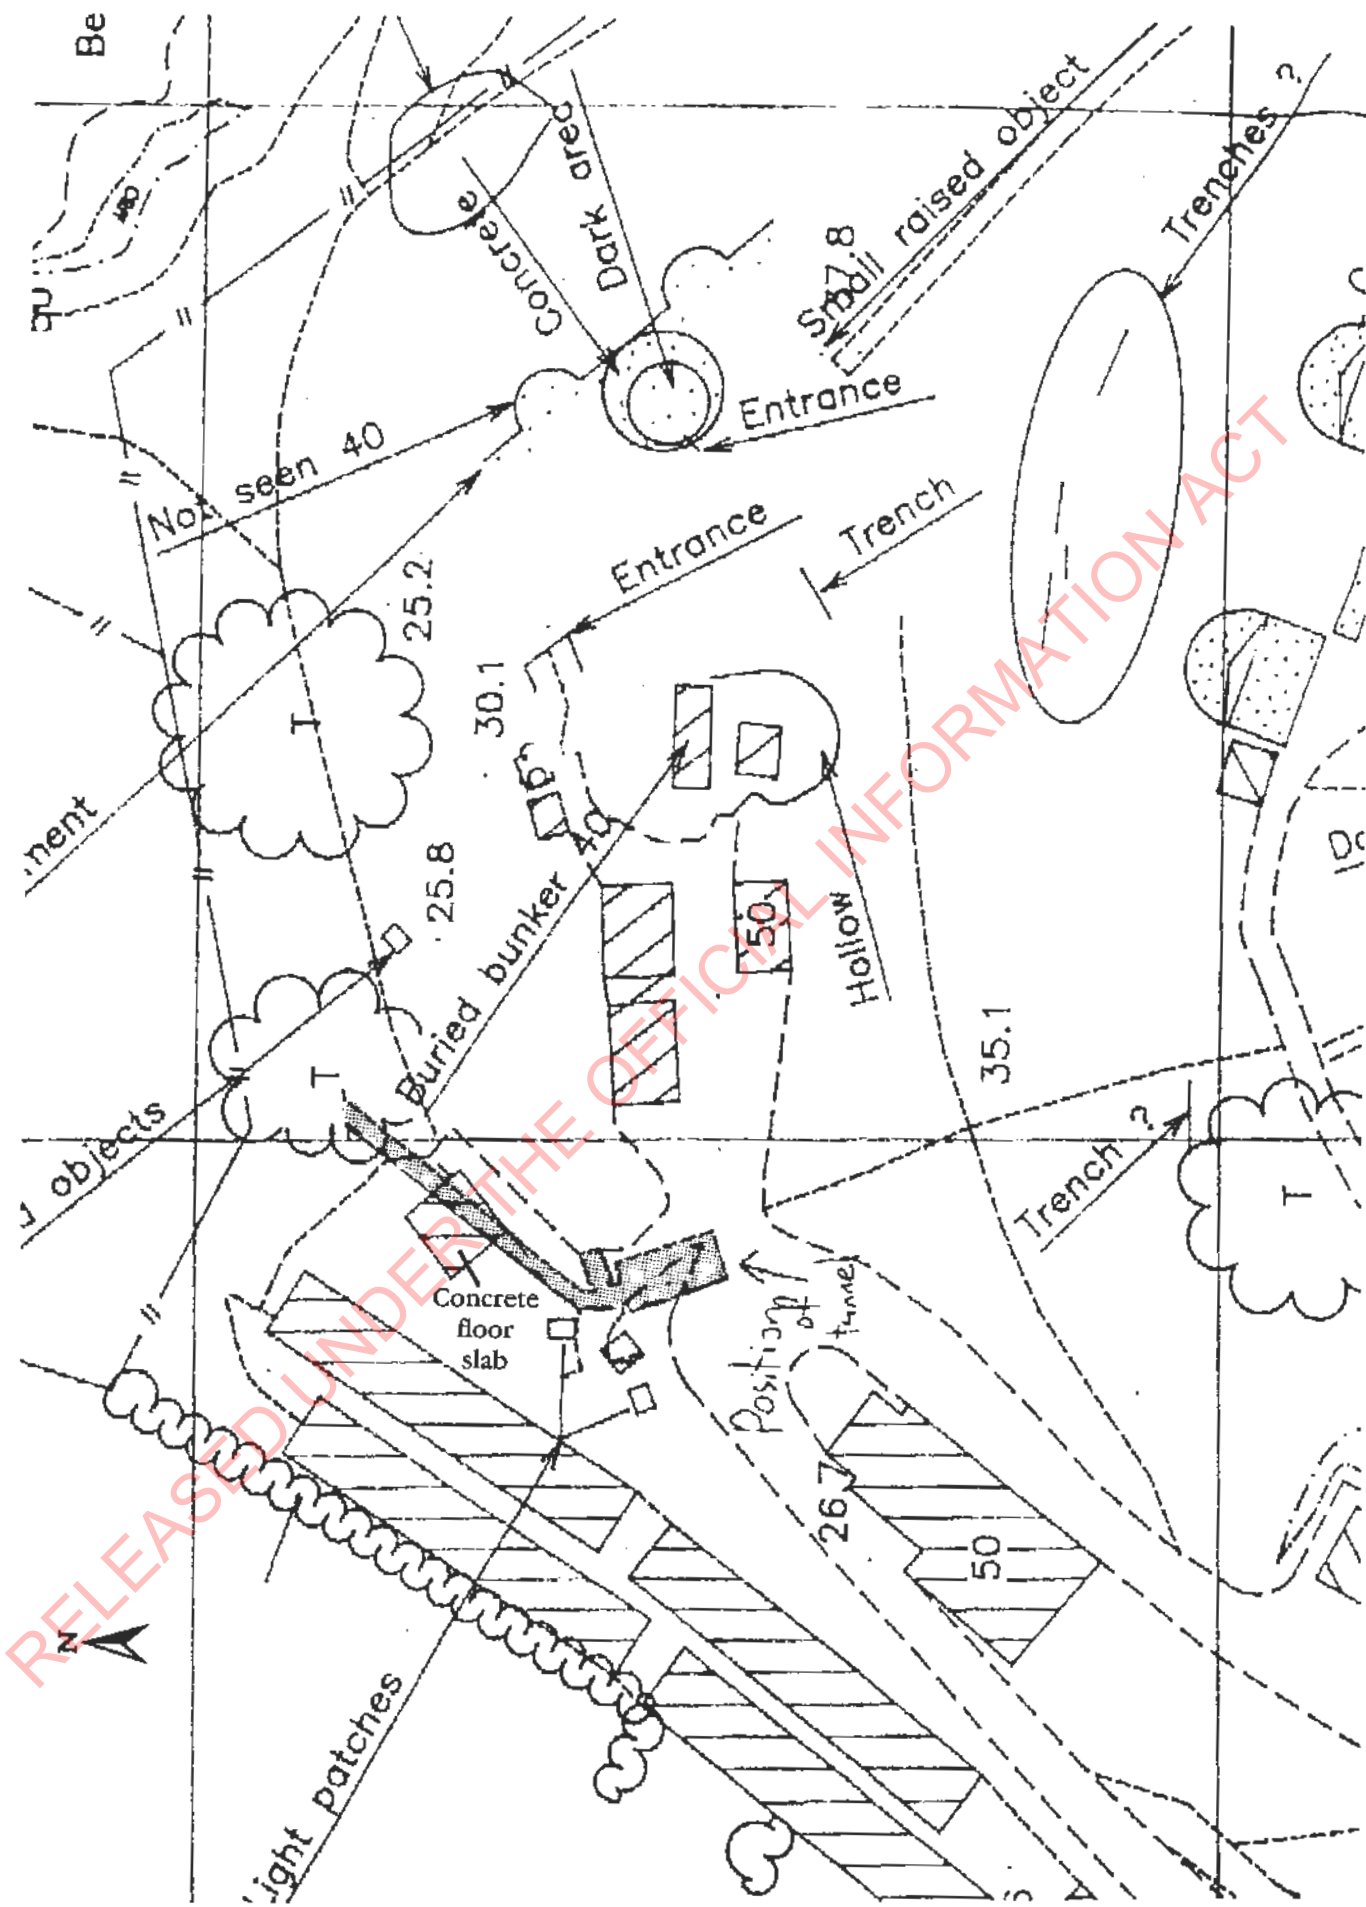 Be
OBM
Concrete
Dark area
37.8
Small raised object
Trenches ?
Not seen 40
Entrance
Entrance
Trench
25.2
30.1
T
25.8
Buried bunker 40
50
Hollow
35.1
objects
T
Trench ?
T
Concrete
floor
slab
Position
of
tunnel
26.7
50
N
patches
RELEASED UNDER THE OFFICIAL INFORMATION ACT